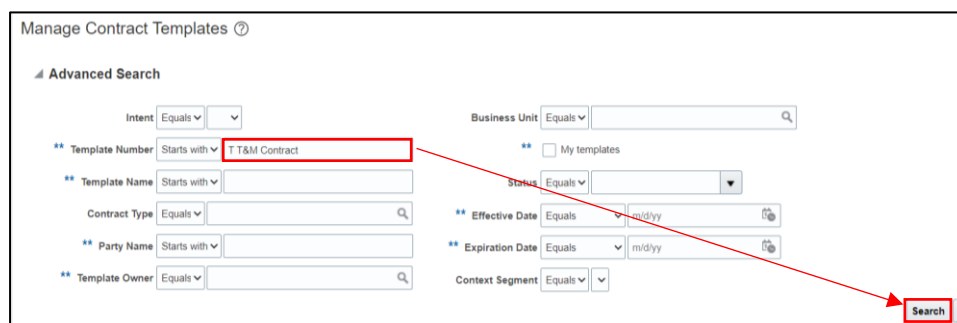 Manage Contract Templates ?
Advanced Search
Intent Equals
Business Unit Equals
** Template Number Starts with T T&M Contract
** My templates
** Template Name Starts with
Status Equals
Contract Type Equals
** Effective Date Equals m/d/yy
** Party Name Starts with
** Expiration Date Equals m/d/yy
** Template Owner Equals
Context Segment Equals
Search